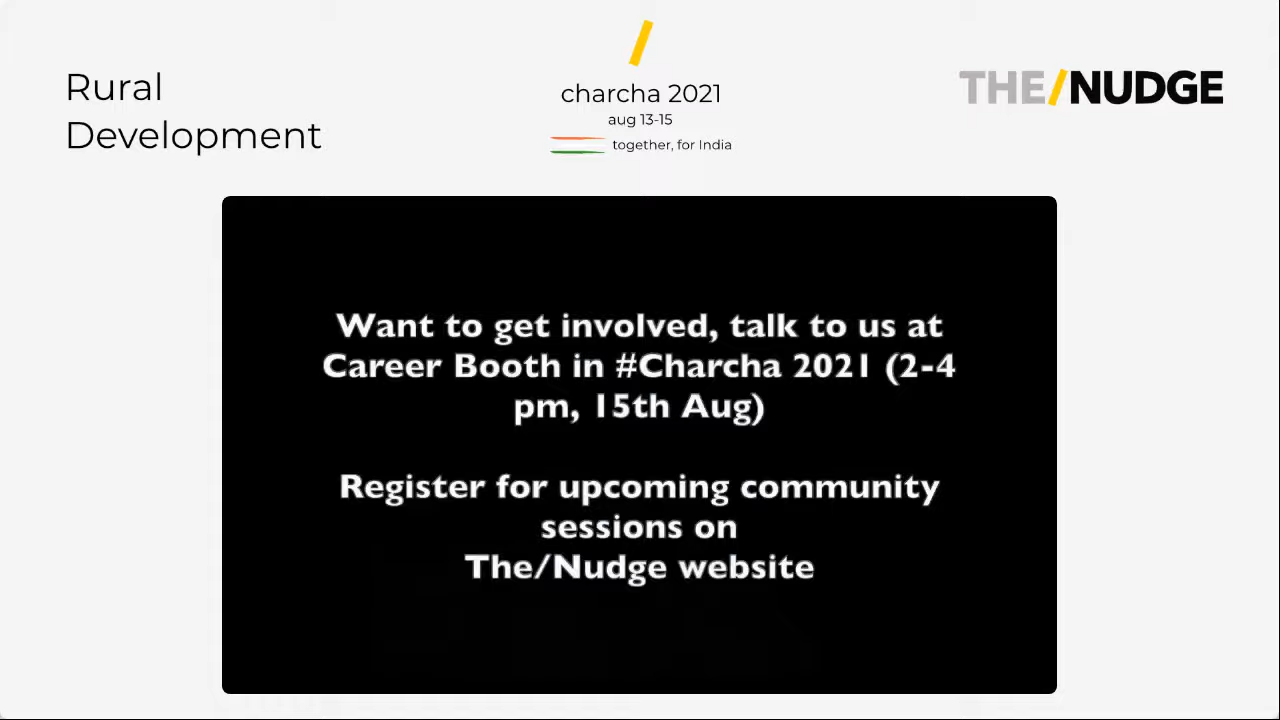 Rural
Development
charcha 2021
aug 13-15
together, for India
THE/NUDGE
Want to get involved, talk to us at
Career Booth in #Charcha 2021 (2-4
pm, 15th Aug)
Register for upcoming community
sessions on
The/Nudge website